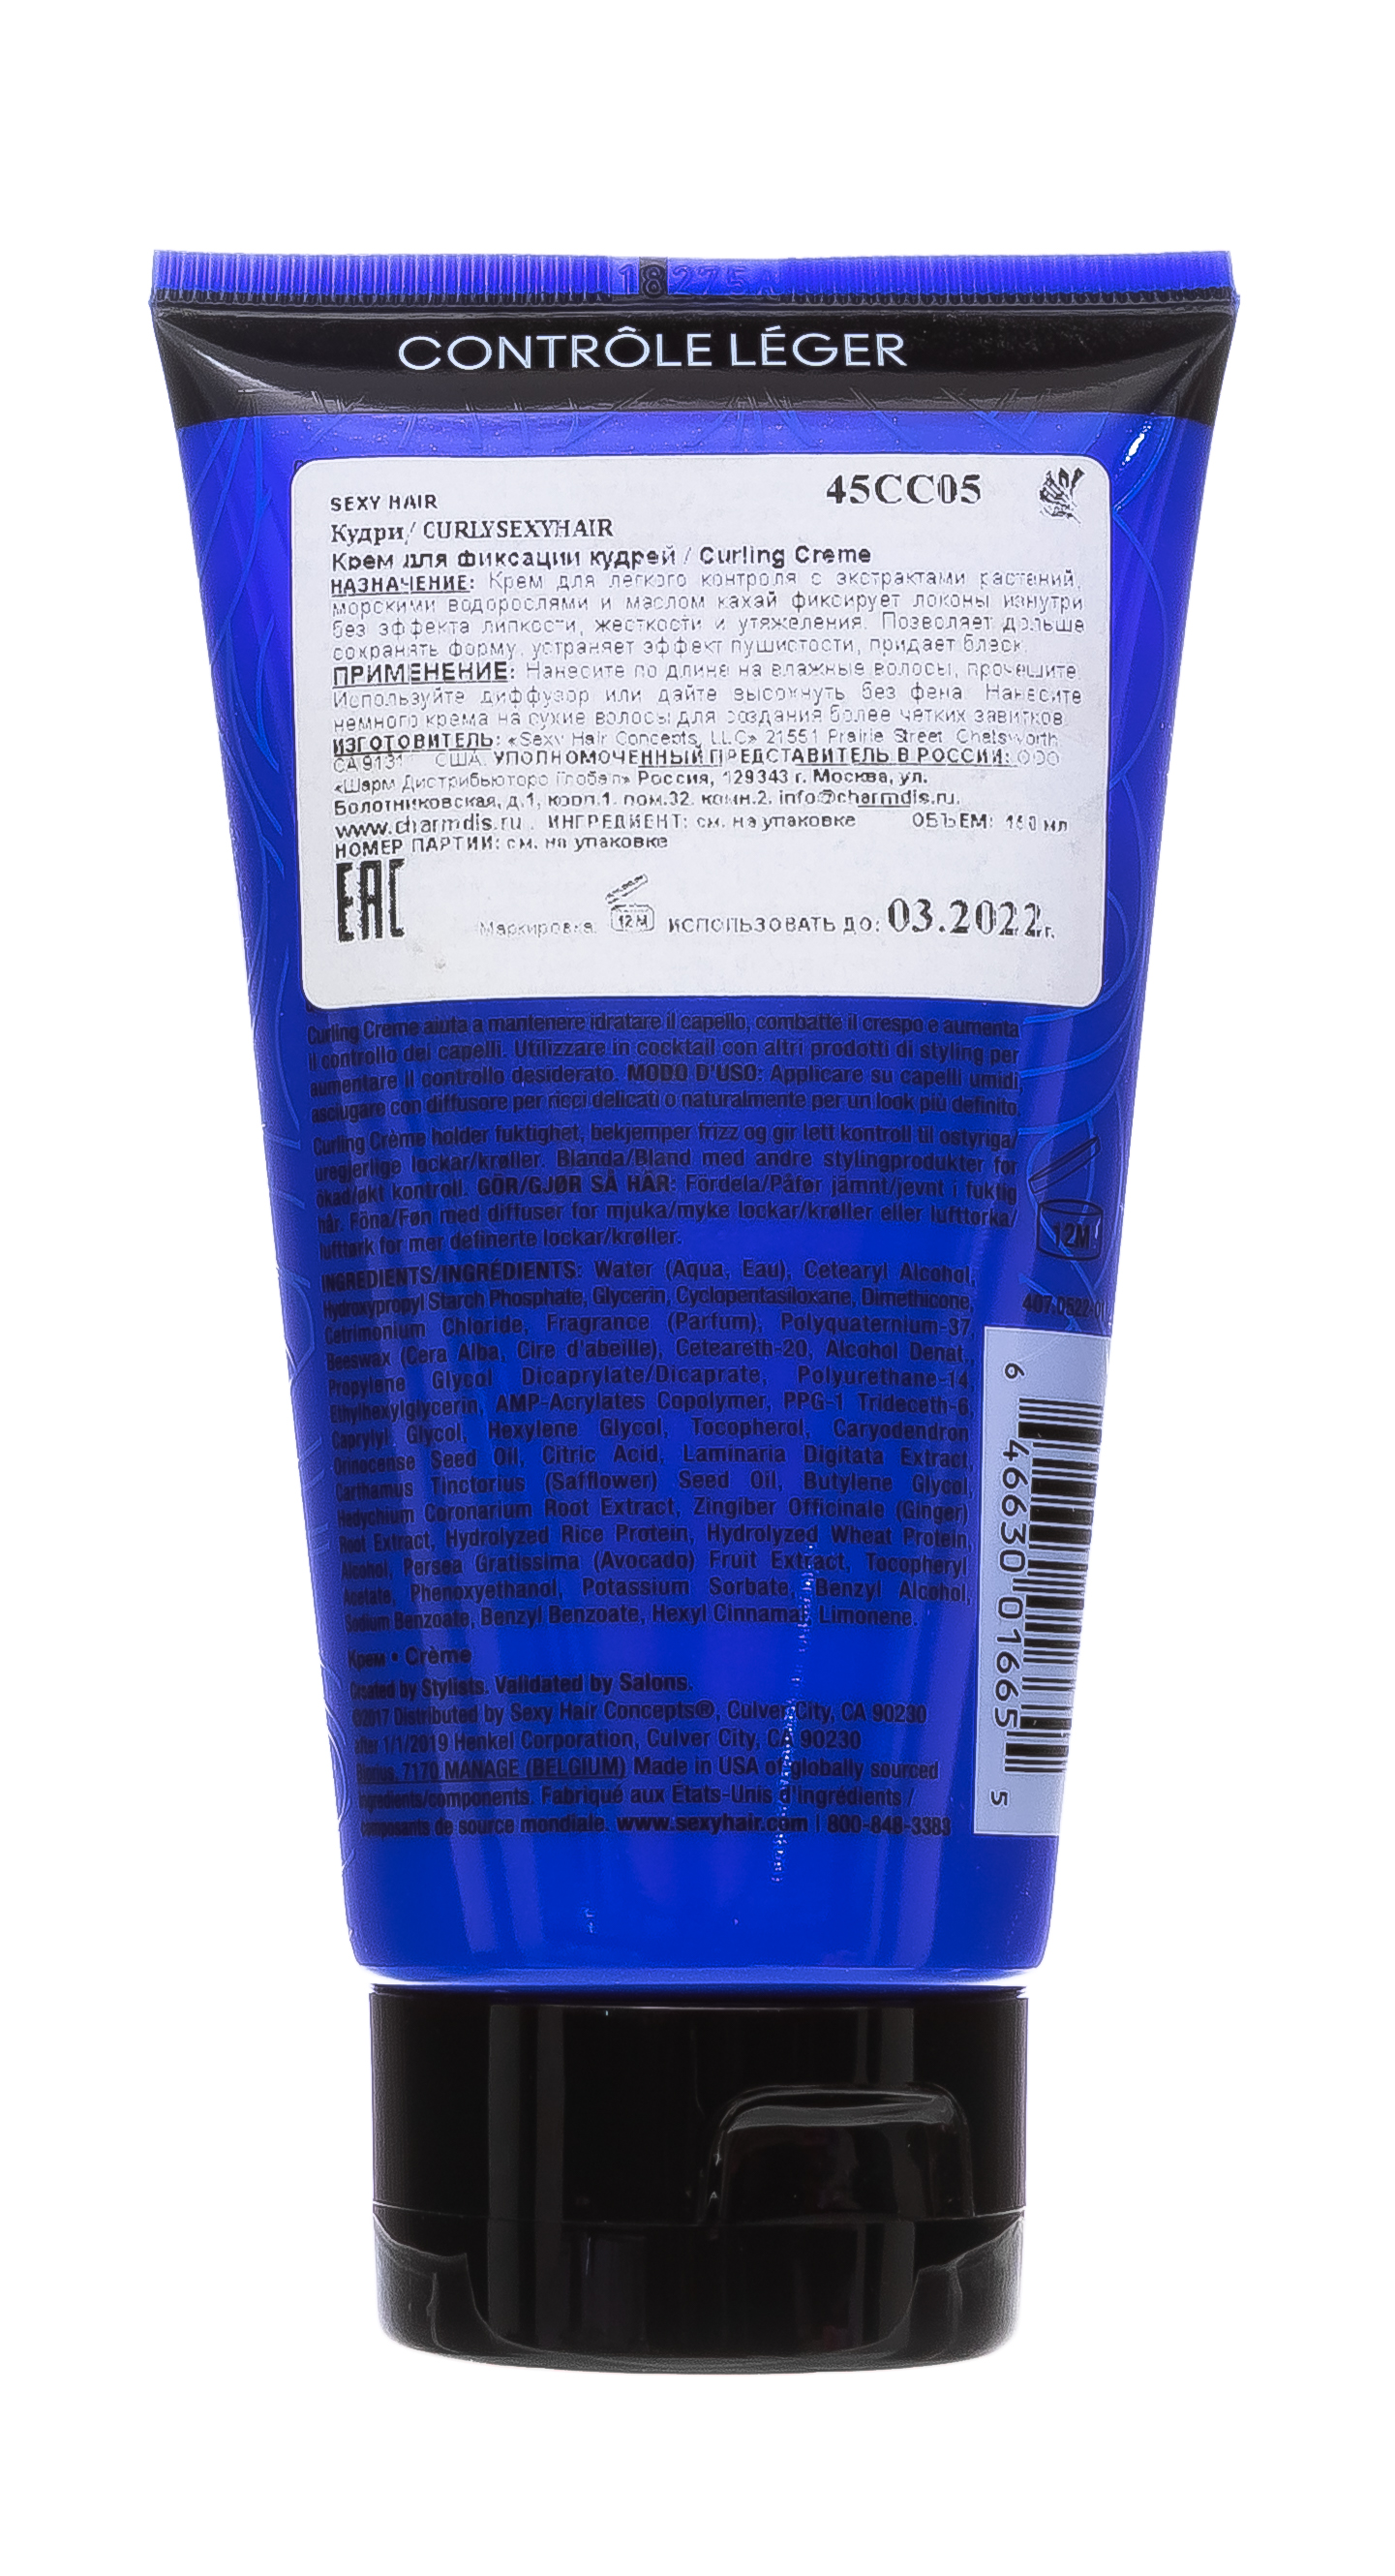 18275A
CONTRÔLE LÉGER
45CC05
SEXY HAIR
Кудри/ CURLYSEXYHAIR
Крем для фиксации кудрей / Curling Creme
НАЗНАЧЕНИЕ: Крем для легкого контроля с экстрактами растений,
морскими водорослями и маслом кахай фиксирует локоны изнутри
без эффекта липкости, жесткости и утяжеления. Позволяет дольше
сохранять форму, устраняет эффект пушистости, придает блеск.
ПРИМЕНЕНИЕ: Нанесите по длине на влажные волосы, прочешите.
Используйте диффузор или дайте высохнуть без фена. Нанесите
немного крема на сухие волосы для создания более четких завитков.
ИЗГОТОВИТЕЛЬ: «Sexy Hair Concepts, LLC» 21551 Prairie Street, Chatsworth,
CA США. УПОЛНОМОЧЕННЫЙ ПРЕДСТАВИТЕЛЬ В РОССИИ: ООО
«Шарм Дистрибьюторс Глобал» Россия, 129343 г. Москва, ул.
Болотниковская, д.1, корп.1. пом.32. комн.2. info@charmdis.ru.
www.charmdis.ru . ИНГРЕДИЕНТ: см. на упаковке ОБЪЕМ: 150 мл
НОМЕР ПАРТИИ: см. на упаковке
EAC
Маркировка: 12M ИСПОЛЬЗОВАТЬ ДО: 03.2022г.
Curling Creme aiuta a mantenere idratare il capello, combatte il crespo e aumenta
il controllo dei capelli. Utilizzare in cocktail con altri prodotti di styling per
aumentare il controllo desiderato. MODO D'USO: Applicare su capelli umidi,
asciugare con diffusore per ricci delicati o naturalmente per un look più definito.
Curling Crème holder fuktighet, bekjemper frizz og gir lett kontroll til ostyriga/
uregjerlige lockar/krøller. Blanda/Bland med andre stylingprodukter for
ökad/økt kontroll. GÖR/GJØR SÅ HÄR: Fördela/Påfør jämnt/jevnt i fuktig
hår. Föna/Føn med diffuser for mjuka/myke lockar/krøller eller lufttorka/
lufttørk for mer definerte lockar/krøller.
12M
INGREDIENTS/INGRÉDIENTS: Water (Aqua, Eau), Cetearyl Alcohol,
Hydroxypropyl Starch Phosphate, Glycerin, Cyclopentasiloxane, Dimethicone,
407.0522-01
Cetrimonium Chloride, Fragrance (Parfum), Polyquaternium-37,
Beeswax (Cera Alba, Cire d'abeille), Ceteareth-20, Alcohol Denat.,
Propylene Glycol Dicaprylate/Dicaprate, Polyurethane-14,
Ethylhexylglycerin, AMP-Acrylates Copolymer, PPG-1 Trideceth-6,
Caprylyl Glycol, Hexylene Glycol, Tocopherol, Caryodendron
Orinocense Seed Oil, Citric Acid, Laminaria Digitata Extract,
Carthamus Tinctorius (Safflower) Seed Oil, Butylene Glycol,
Hedychium Coronarium Root Extract, Zingiber Officinale (Ginger)
Root Extract, Hydrolyzed Rice Protein, Hydrolyzed Wheat Protein,
Alcohol, Persea Gratissima (Avocado) Fruit Extract, Tocopheryl
Acetate, Phenoxyethanol, Potassium Sorbate, Benzyl Alcohol,
Sodium Benzoate, Benzyl Benzoate, Hexyl Cinnamal, Limonene.
Крем • Crème
Created by Stylists. Validated by Salons.
©2017 Distributed by Sexy Hair Concepts®, Culver City, CA 90230
after 1/1/2019 Henkel Corporation, Culver City, CA 90230
Biorius, 7170 MANAGE (BELGIUM) Made in USA of globally sourced
ingredients/components. Fabriqué aux États-Unis d'ingrédients /
composants de source mondiale. www.sexyhair.com | 800-848-3383
6 46630 01665 5